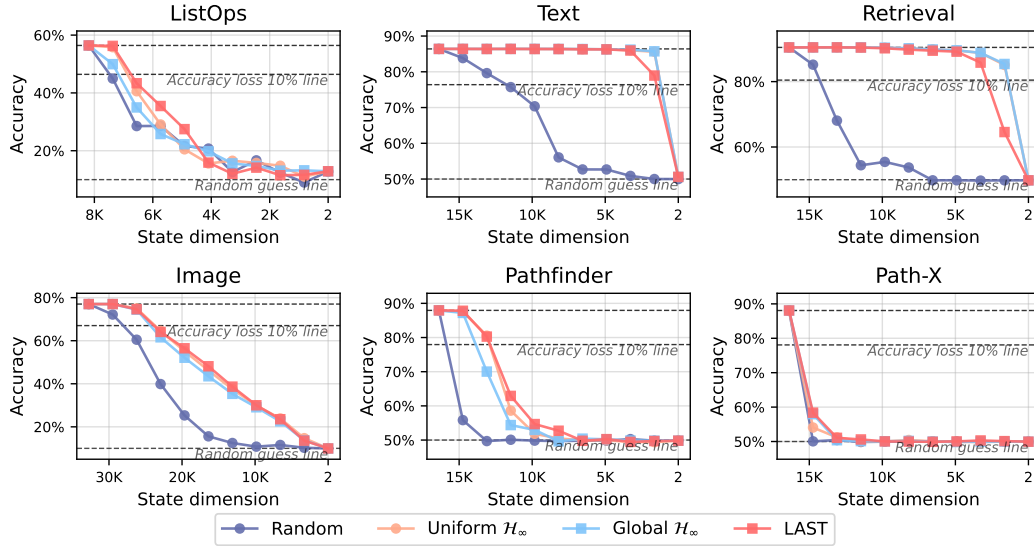 ListOps
Text
Retrieval
60%
40%
20%
Accuracy
Accuracy loss 10% line
Random guess line
8K 6K 4K 2K 2
State dimension
90%
80%
70%
60%
50%
Accuracy
Accuracy loss 10% line
Random guess line
15K 10K 5K 2
State dimension
80%
60%
Accuracy
Accuracy loss 10% line
Random guess line
15K 10K 5K 2
State dimension
Image
Pathfinder
Path-X
80%
60%
40%
20%
Accuracy
Accuracy loss 10% line
Random guess line
30K 20K 10K 2
State dimension
90%
80%
70%
60%
50%
Accuracy
Accuracy loss 10% line
Random guess line
15K 10K 5K 2
State dimension
90%
80%
70%
60%
50%
Accuracy
Accuracy loss 10% line
Random guess line
15K 10K 5K 2
State dimension
Random Uniform ℋ∞ Global ℋ∞ LAST